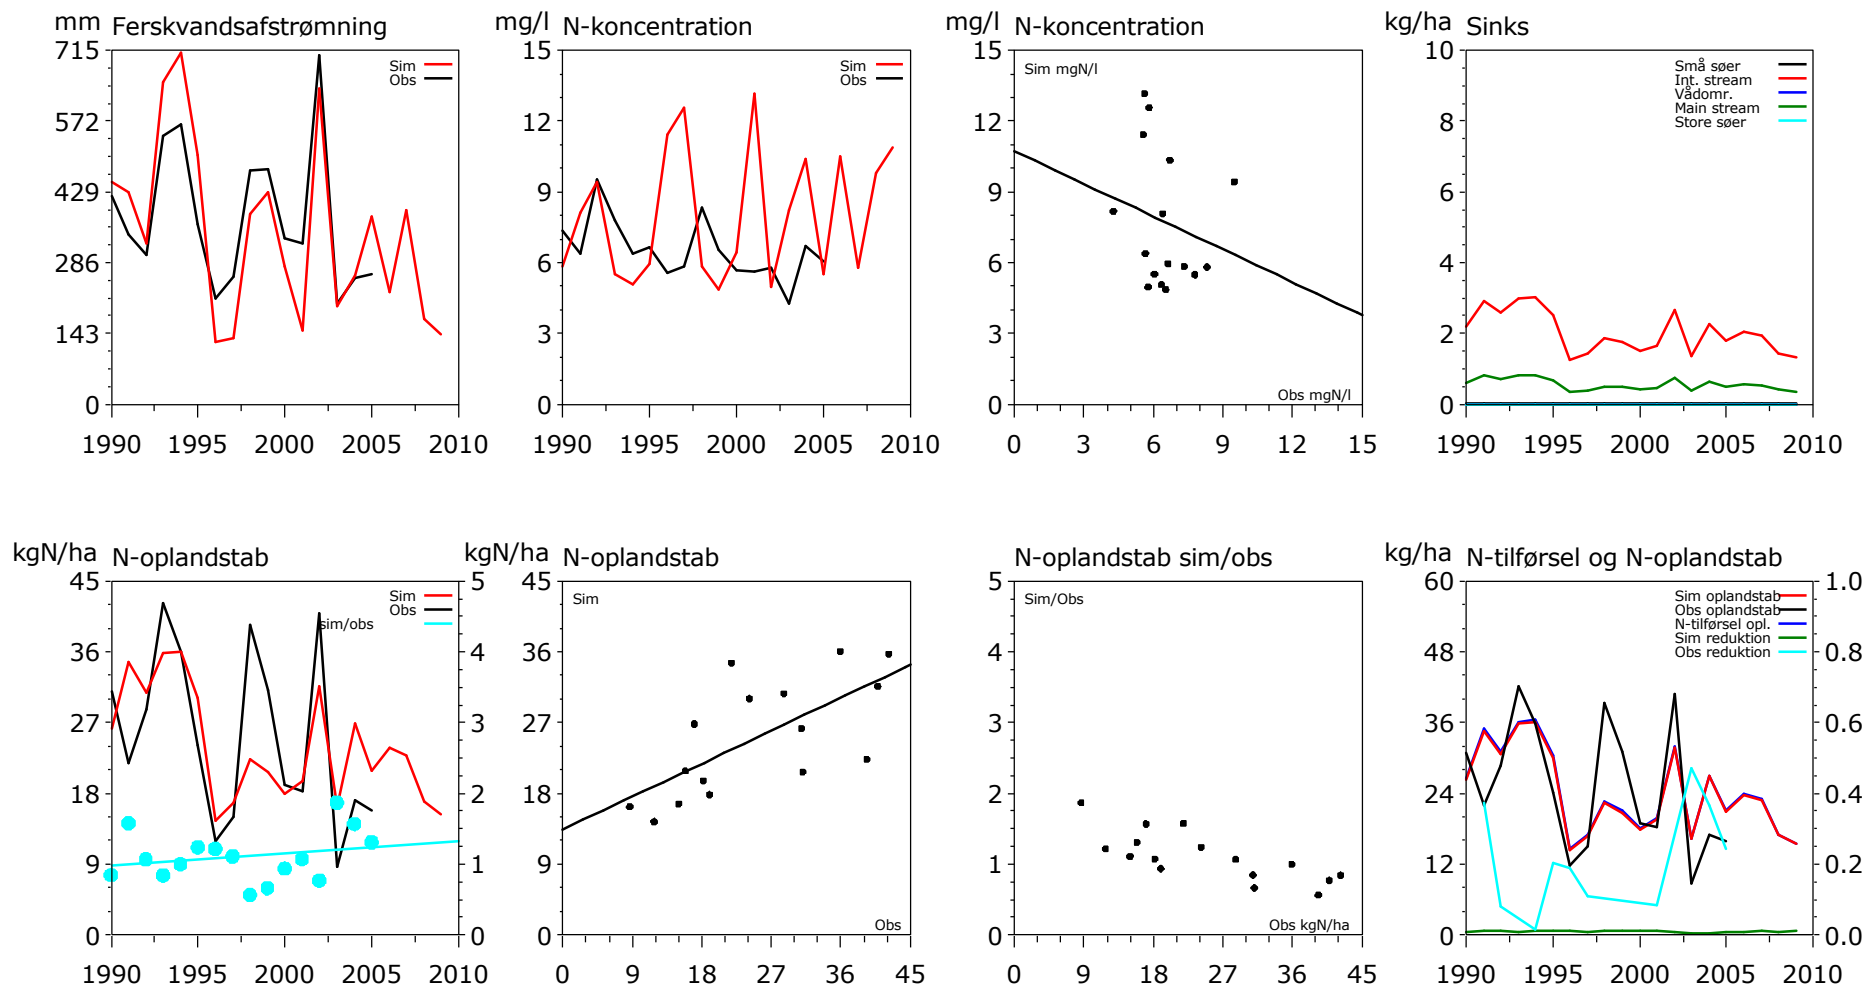 mm Ferskvandsafstrømning
715
572
429
286
143
0
Sim
Obs
1990 1995 2000 2005 2010
mg/l N-koncentration
15
12
9
6
3
0
Sim
Obs
1990 1995 2000 2005 2010
mg/l N-koncentration
15
12
9
6
3
0
Sim mgN/l
Obs mgN/l
0 3 6 9 12 15
kg/ha Sinks
10
8
6
4
2
0
Små søer
Int. stream
Vådomr.
Main stream
Store søer
1990 1995 2000 2005 2010
kgN/ha N-oplandstab
45
36
27
18
9
0
Sim
Obs
sim/obs
5
4
3
2
1
0
1990 1995 2000 2005 2010
kgN/ha N-oplandstab
45
36
27
18
9
0
Sim
Obs
0 9 18 27 36 45
N-oplandstab sim/obs
5
4
3
2
1
0
Sim/Obs
Obs kgN/ha
0 9 18 27 36 45
kg/ha N-tilførsel og N-oplandstab
60
48
36
24
12
0
Sim oplandstab
Obs oplandstab
N-tilførsel opl.
Sim reduktion
Obs reduktion
1.0
0.8
0.6
0.4
0.2
0.0
1990 1995 2000 2005 2010